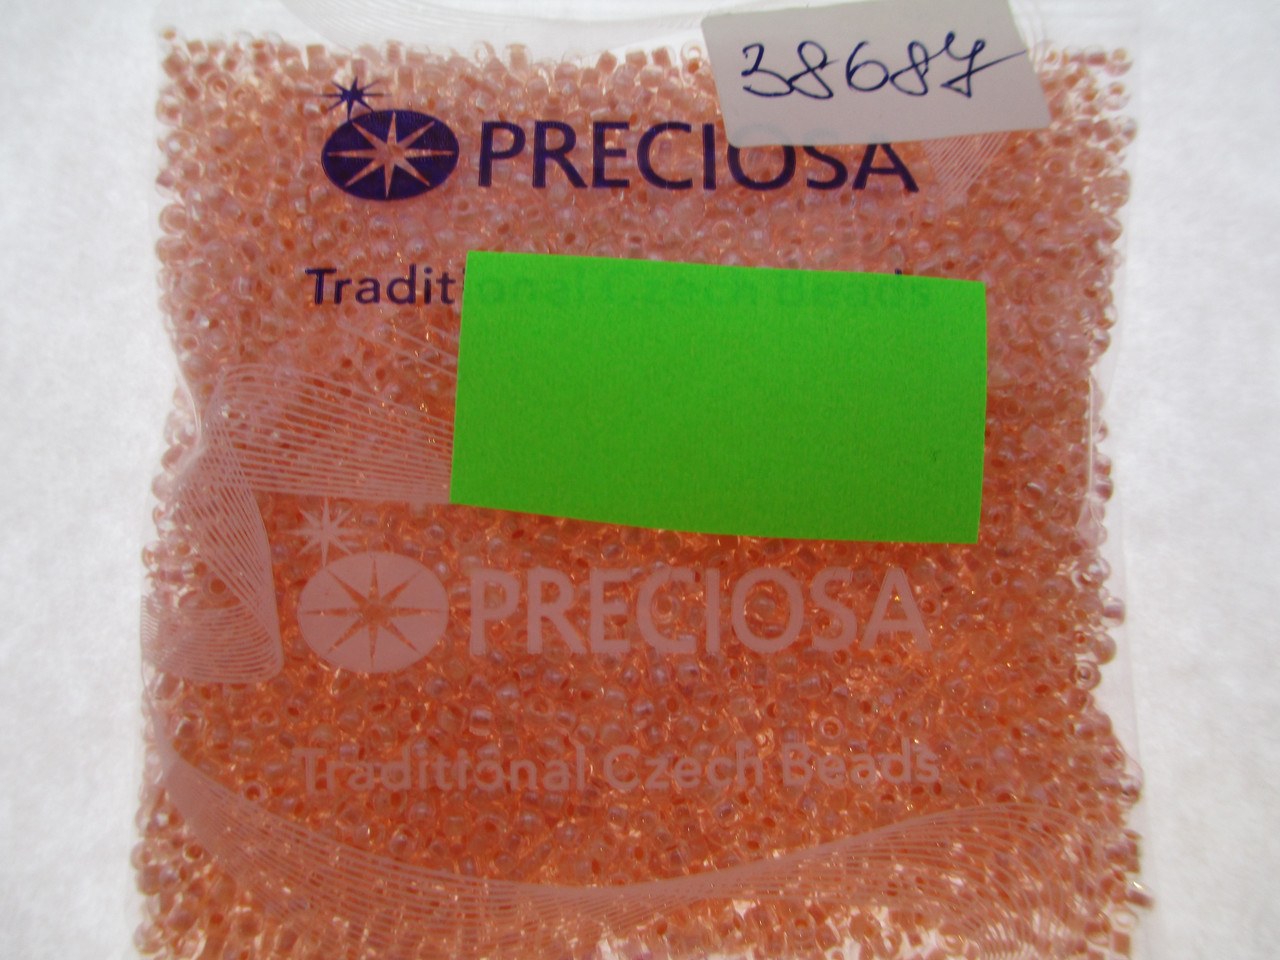 38687
PRECIOSA
Traditional Czech Beads
PRECIOSA
Traditional Czech Beads